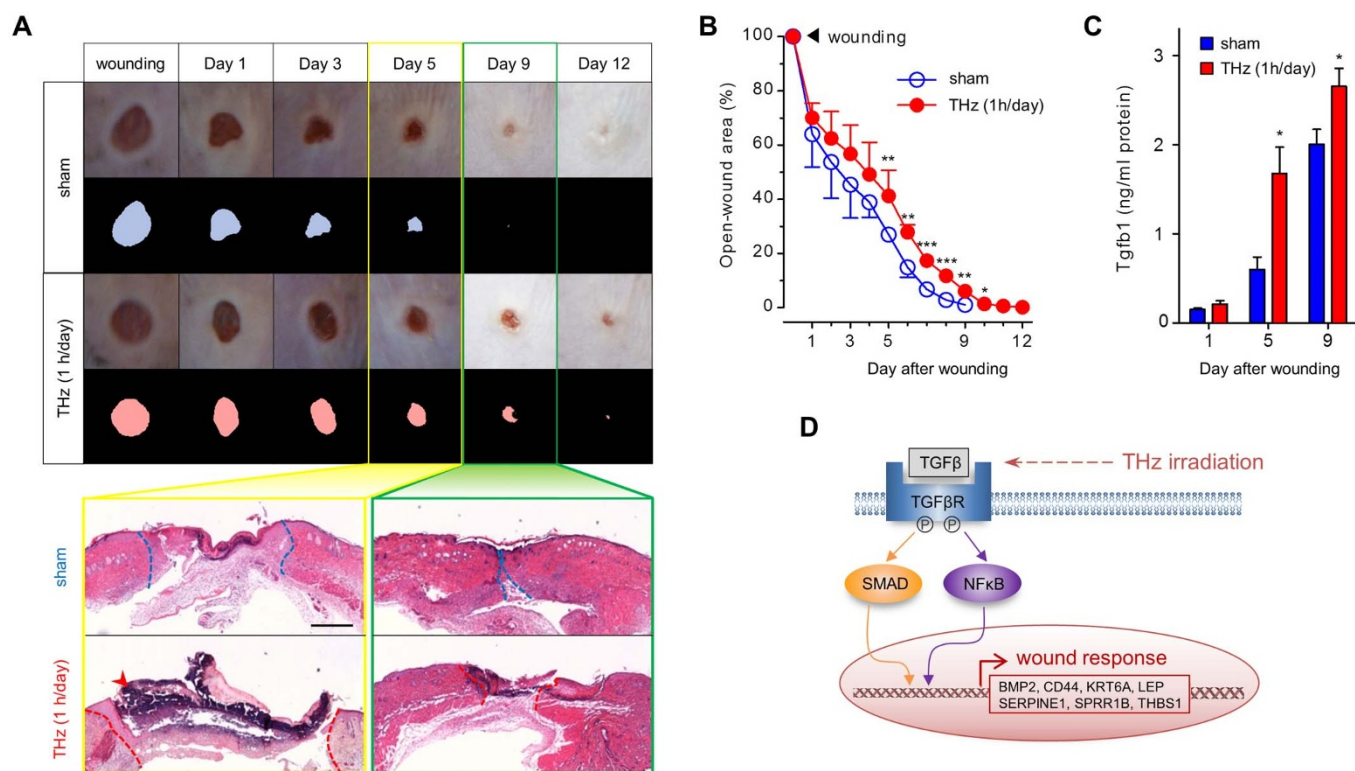 A
wounding Day 1 Day 3 Day 5 Day 9 Day 12
sham
THz (1 h/day)
sham
THz (1 h/day)
B
100
80
60
40
20
0
Open-wound area (%)
wounding
sham
THz (1h/day)
**
**
***
***
**
*
1 3 5 9 12
Day after wounding
C
sham
THz (1h/day)
3
2
1
0
Tgfb1 (ng/ml protein)
*
*
1 5 9
Day after wounding
D
TGFβ
THz irradiation
TGFβR
P P
SMAD
NFκB
wound response
BMP2, CD44, KRT6A, LEP
SERPINE1, SPRR1B, THBS1